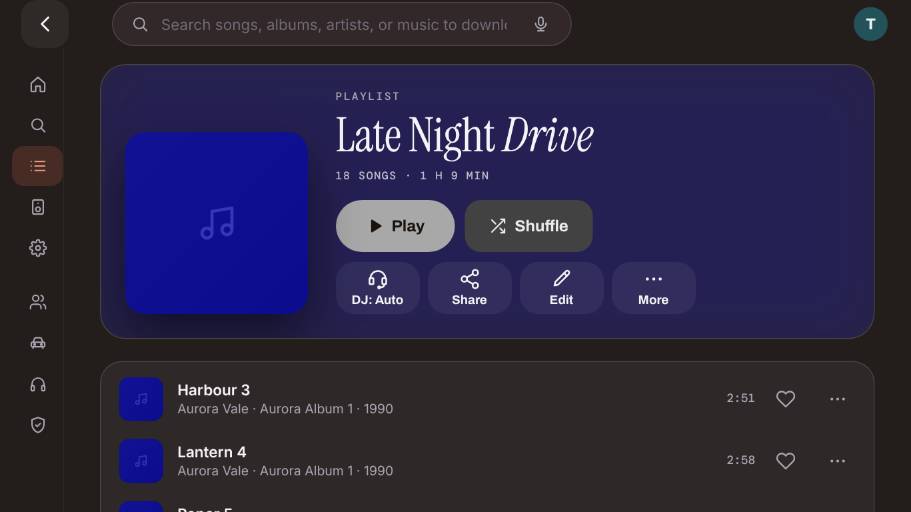 Search songs, albums, artists, or music to downl
T
PLAYLIST
Late Night Drive
18 SONGS · 1 H 9 MIN
Play
Shuffle
DJ: Auto
Share
Edit
More
Harbour 3
Aurora Vale · Aurora Album 1 · 1990
2:51
Lantern 4
Aurora Vale · Aurora Album 1 · 1990
2:58